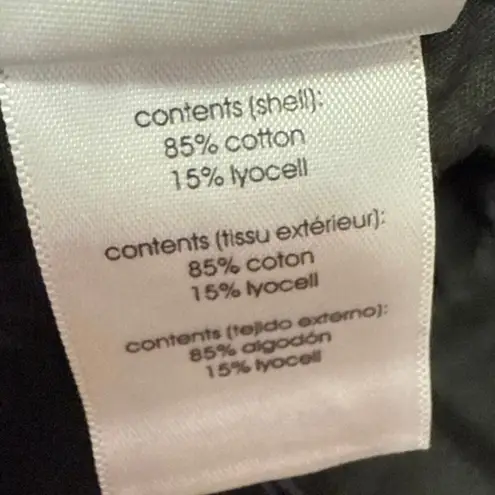 contents (shell):
85% cotton
15% lyocell
contents (tissu extérieur):
85% coton
15% lyocell
contents (tejido externo):
85% algodón
15% lyocell